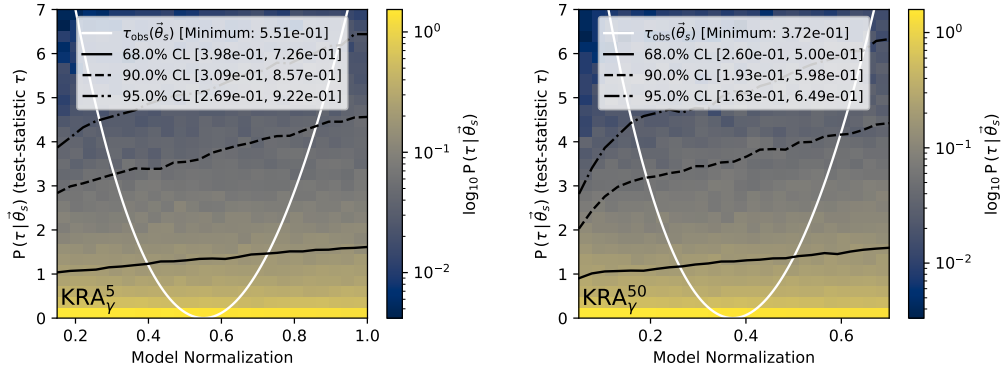 τobs(θ⃗s) [Minimum: 5.51e-01]
68.0% CL [3.98e-01, 7.26e-01]
90.0% CL [3.09e-01, 8.57e-01]
95.0% CL [2.69e-01, 9.22e-01]
P (τ | θ⃗s) (test-statistic τ)
7
6
5
4
3
2
1
0
KRAγ^5
0.2
0.4
0.6
0.8
1.0
Model Normalization
10^0
10^−1
10^−2
log10 P (τ | θ⃗s)
τobs(θ⃗s) [Minimum: 3.72e-01]
68.0% CL [2.60e-01, 5.00e-01]
90.0% CL [1.93e-01, 5.98e-01]
95.0% CL [1.63e-01, 6.49e-01]
P (τ | θ⃗s) (test-statistic τ)
7
6
5
4
3
2
1
0
KRAγ^50
0.2
0.4
0.6
Model Normalization
10^0
10^−1
10^−2
log10 P (τ | θ⃗s)